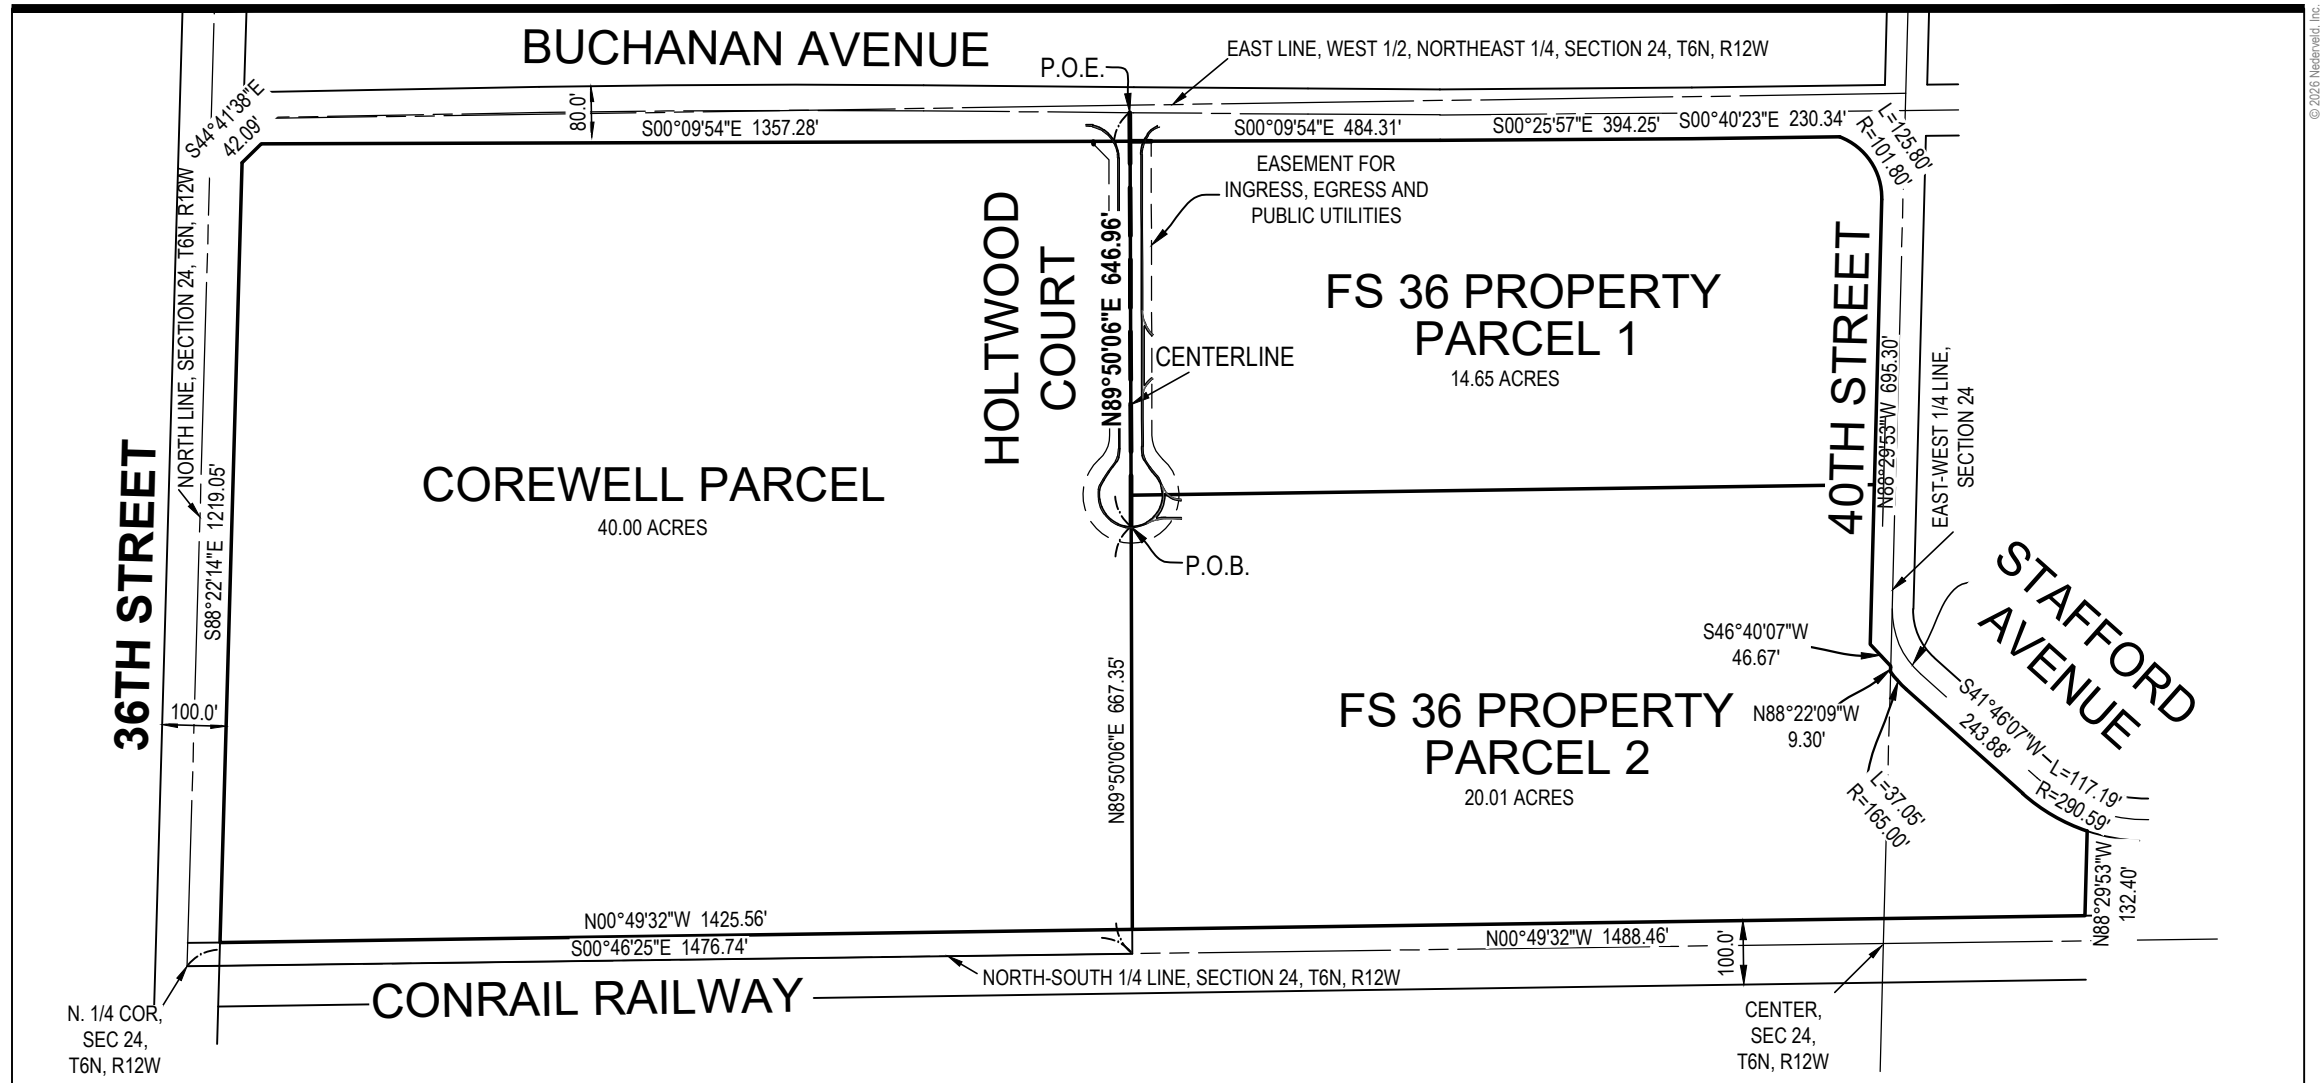 © 2026 Nederveld, Inc.
BUCHANAN AVENUE
P.O.E.
EAST LINE, WEST 1/2, NORTHEAST 1/4, SECTION 24, T6N, R12W
S44°41'38"E
42.09'
80.0'
S00°09'54"E 1357.28'
S00°09'54"E 484.31'
S00°25'57"E 394.25'
S00°40'23"E 230.34'
L=125.80'
R=101.80'
EASEMENT FOR
INGRESS, EGRESS AND
PUBLIC UTILITIES
NORTH LINE, SECTION 24, T6N, R12W
HOLTWOOD
COURT
N89°50'06"E 646.96'
CENTERLINE
FS 36 PROPERTY
PARCEL 1
14.65 ACRES
40TH STREET
N88°29'53"W 695.30'
EAST-WEST 1/4 LINE,
SECTION 24
36TH STREET
S88°22'14"E 1219.05'
100.0'
COREWELL PARCEL
40.00 ACRES
P.O.B.
N89°50'06"E 667.35'
FS 36 PROPERTY
PARCEL 2
20.01 ACRES
S46°40'07"W
46.67'
N88°22'09"W
9.30'
L=37.05'
R=165.00'
STAFFORD
AVENUE
S41°46'07"W
243.88'
L=117.19'
R=290.59'
N88°29'53"W
132.40'
N00°49'32"W 1425.56'
S00°46'25"E 1476.74'
N00°49'32"W 1488.46'
100.0'
NORTH-SOUTH 1/4 LINE, SECTION 24, T6N, R12W
CONRAIL RAILWAY
N. 1/4 COR,
SEC 24,
T6N, R12W
CENTER,
SEC 24,
T6N, R12W